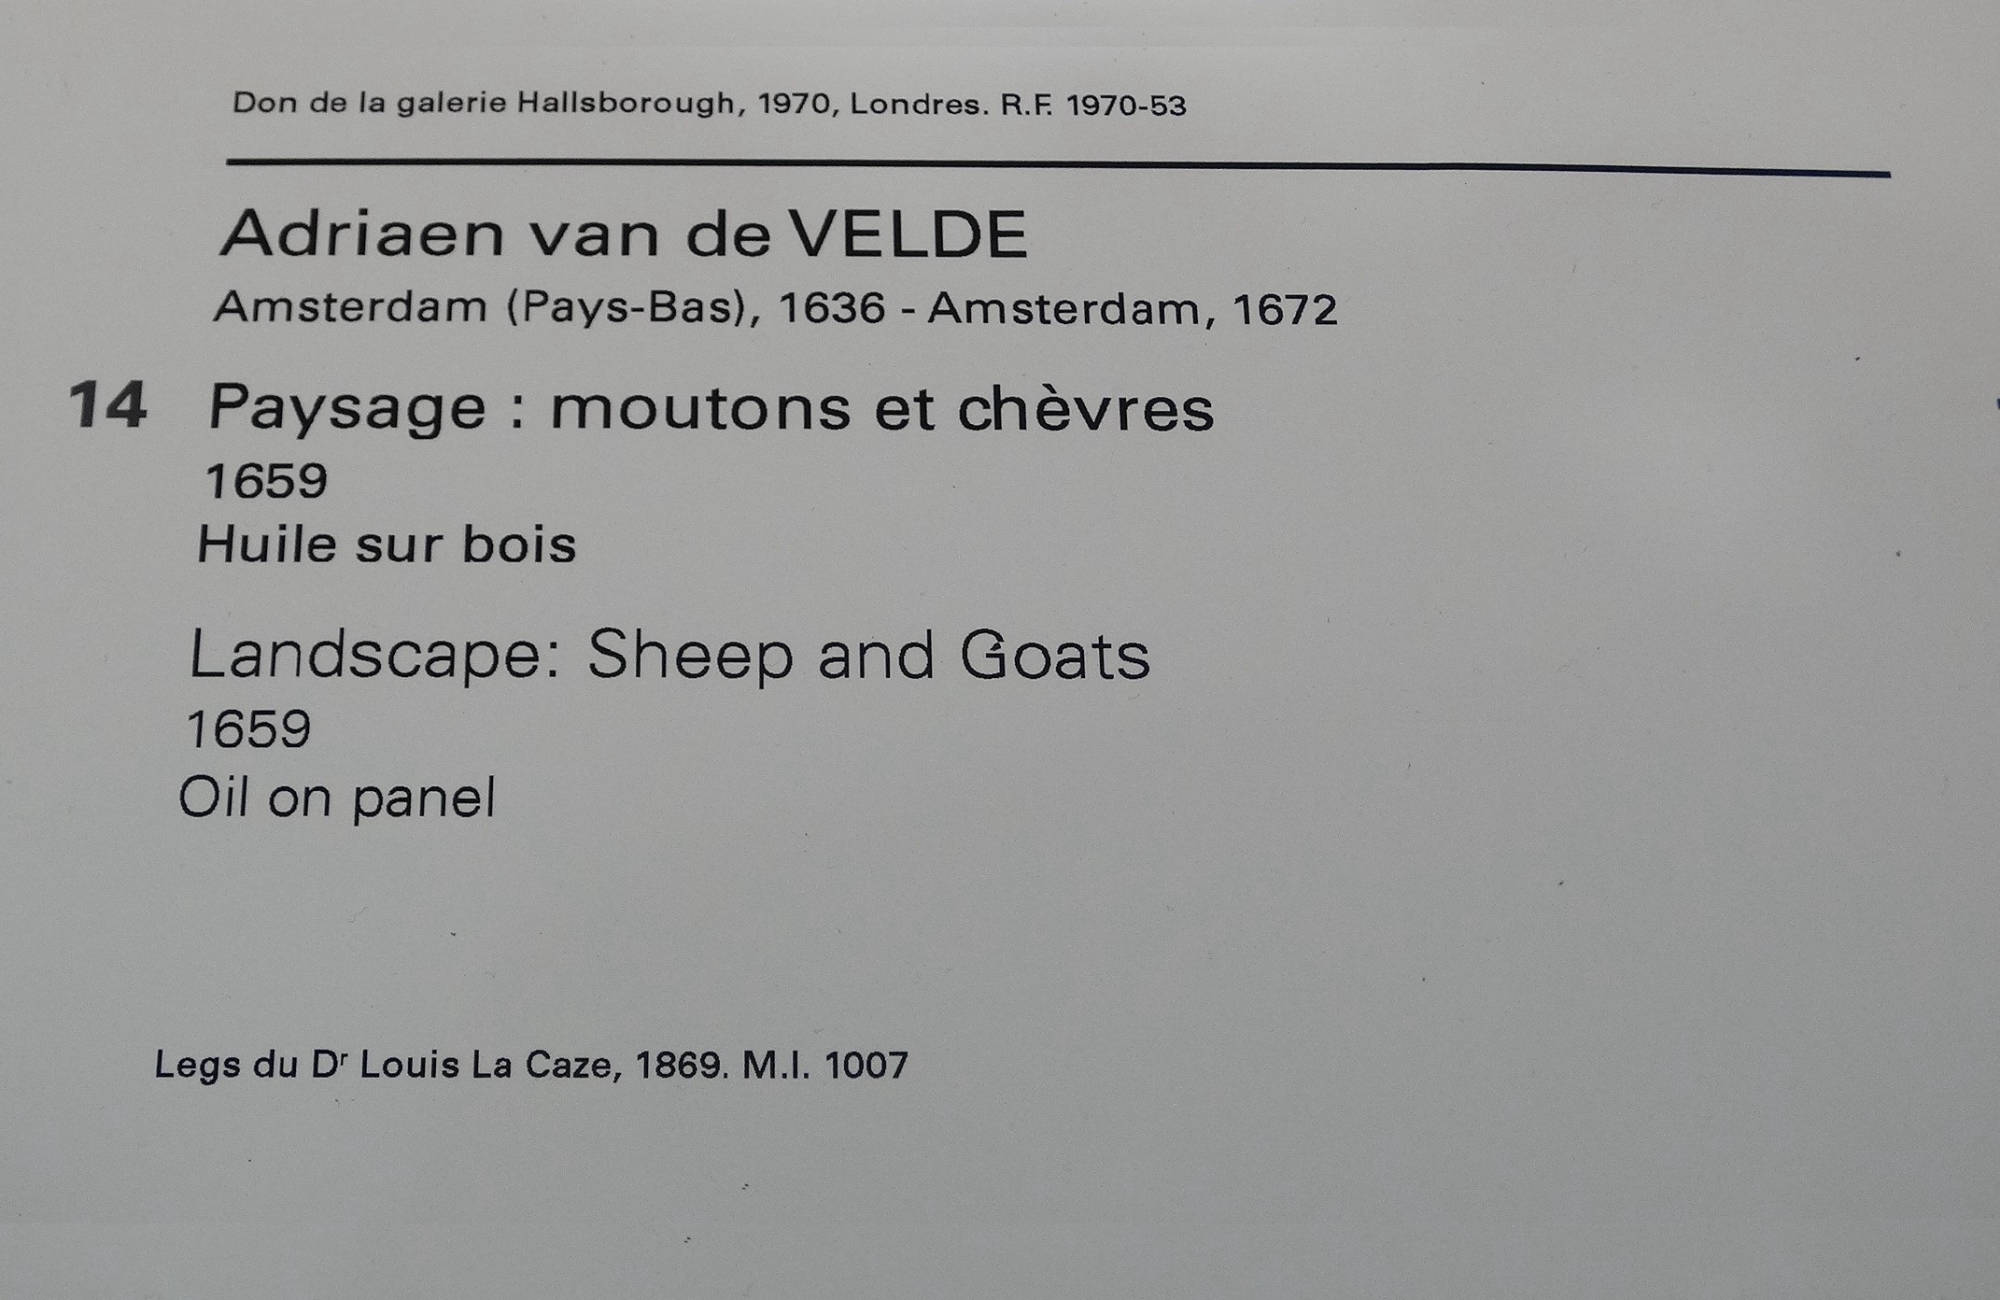 Don de la galerie Hallsborough, 1970, Londres. R.F. 1970-53
Adriaen van de VELDE
Amsterdam (Pays-Bas), 1636 - Amsterdam, 1672
14 Paysage : moutons et chèvres
1659
Huile sur bois
Landscape: Sheep and Goats
1659
Oil on panel
Legs du Dʳ Louis La Caze, 1869. M.I. 1007